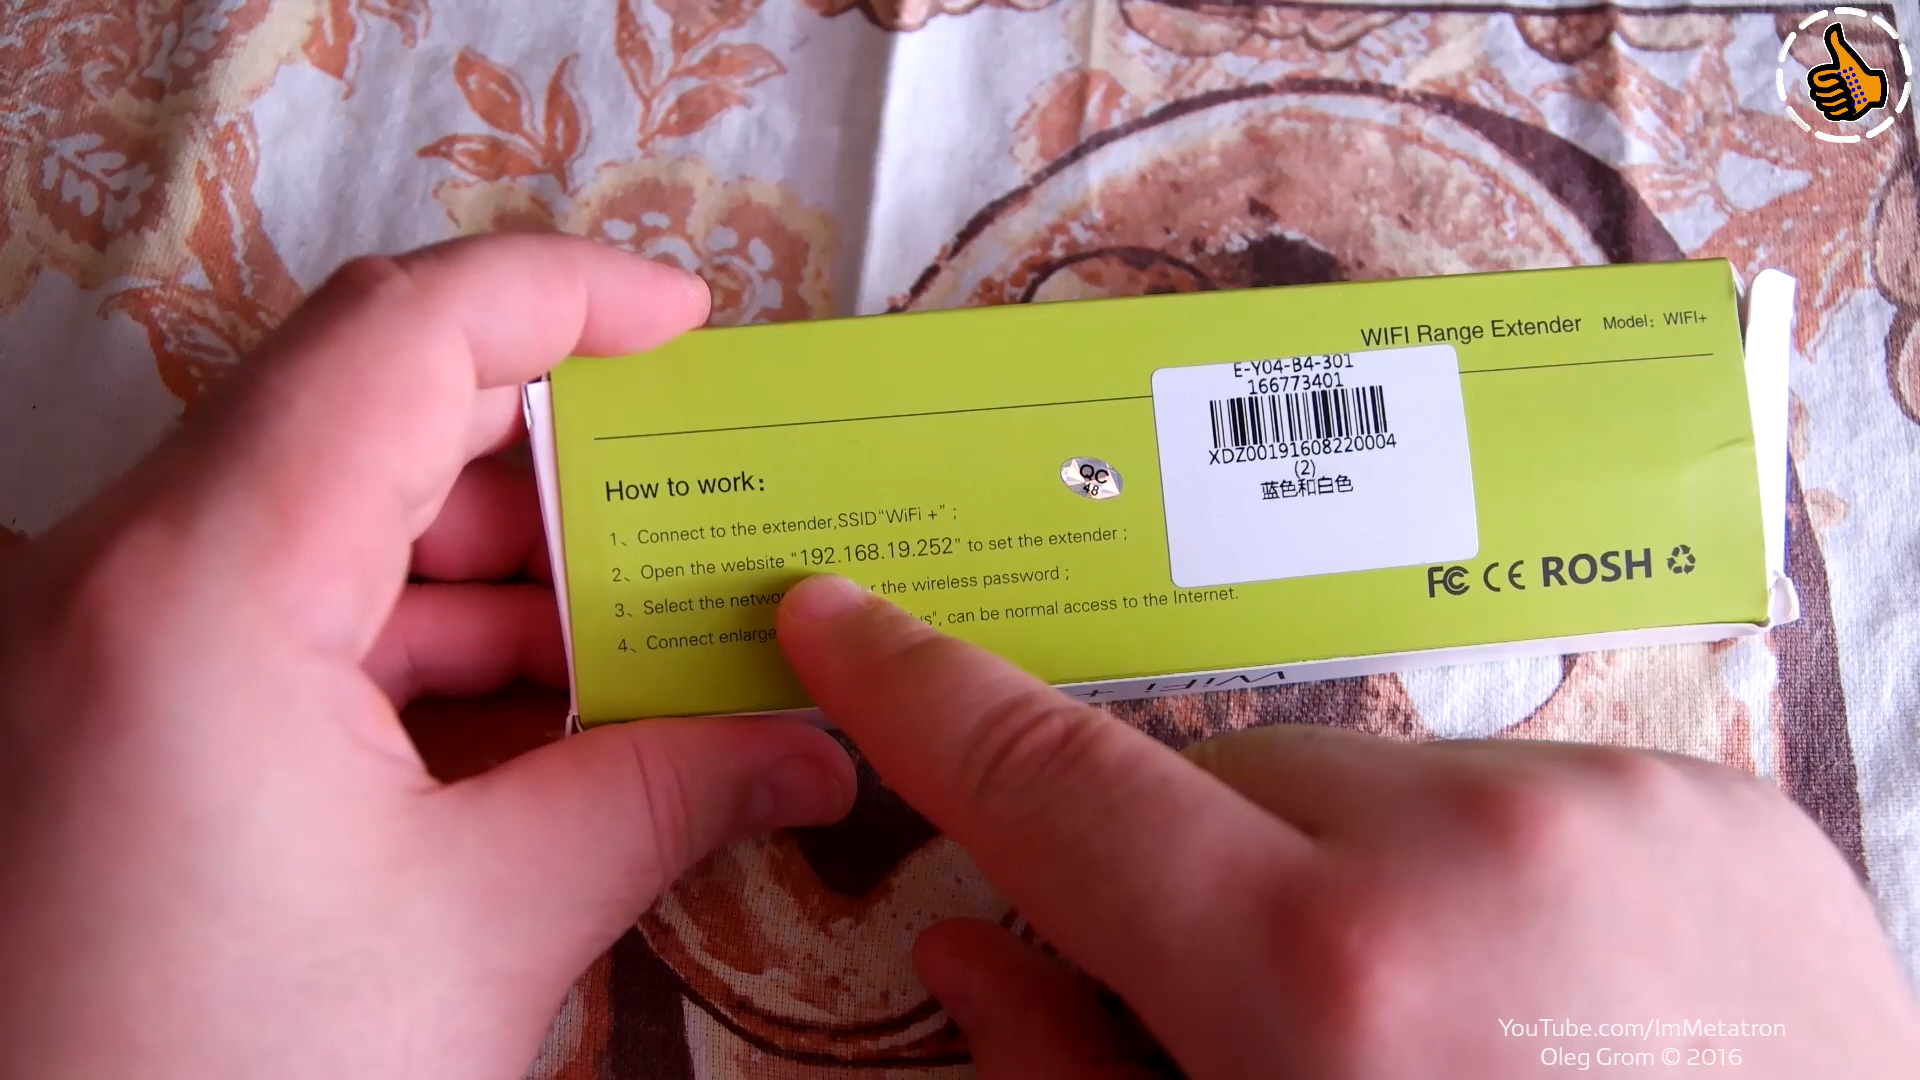 WIFI Range Extender Model: WIFI+
E-Y04-B4-301
166773401
XDZ00191608220004
(2)
蓝色和白色
QC
48
How to work:
1、Connect to the extender,SSID"WiFi +" ;
2、Open the website "192.168.19.252" to set the extender ;
3、Select the the wireless password ;
4、Connect can be normal access to the Internet.
FC CE ROSH
WiFi +
YouTube.com/ImMetatron
Oleg Grom © 2016